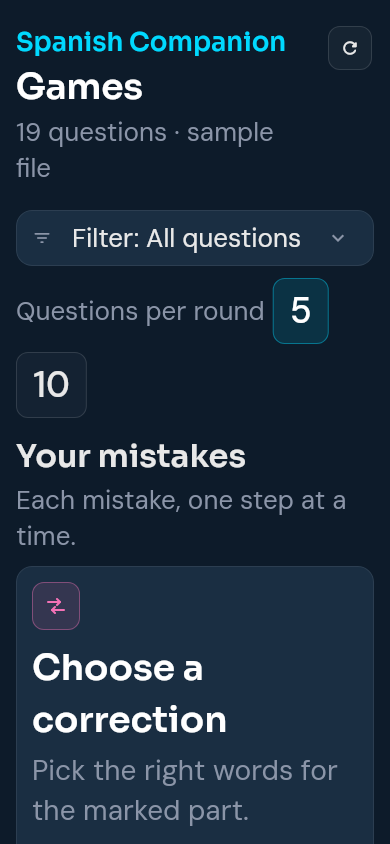 Spanish Companion
Games
19 questions · sample
file
Filter: All questions
Questions per round 5
10
Your mistakes
Each mistake, one step at a
time.
Choose a
correction
Pick the right words for
the marked part.